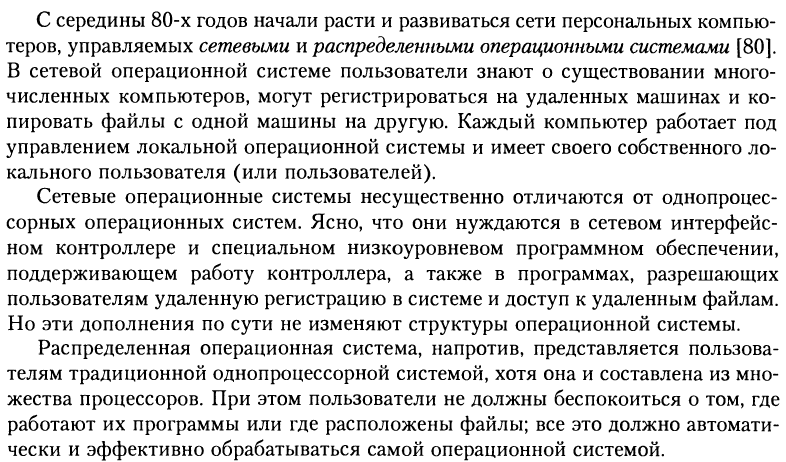 С середины 80-х годов начали расти и развиваться сети персональных компью-
теров, управляемых сетевыми и распределенными операционными системами [80].
В сетевой операционной системе пользователи знают о существовании много-
численных компьютеров, могут регистрироваться на удаленных машинах и ко-
пировать файлы с одной машины на другую. Каждый компьютер работает под
управлением локальной операционной системы и имеет своего собственного ло-
кального пользователя (или пользователей).
Сетевые операционные системы несущественно отличаются от однопроцес-
сорных операционных систем. Ясно, что они нуждаются в сетевом интерфейс-
ном контроллере и специальном низкоуровневом программном обеспечении,
поддерживающем работу контроллера, а также в программах, разрешающих
пользователям удаленную регистрацию в системе и доступ к удаленным файлам.
Но эти дополнения по сути не изменяют структуры операционной системы.
Распределенная операционная система, напротив, представляется пользова-
телям традиционной однопроцессорной системой, хотя она и составлена из мно-
жества процессоров. При этом пользователи не должны беспокоиться о том, где
работают их программы или где расположены файлы; все это должно автомати-
чески и эффективно обрабатываться самой операционной системой.